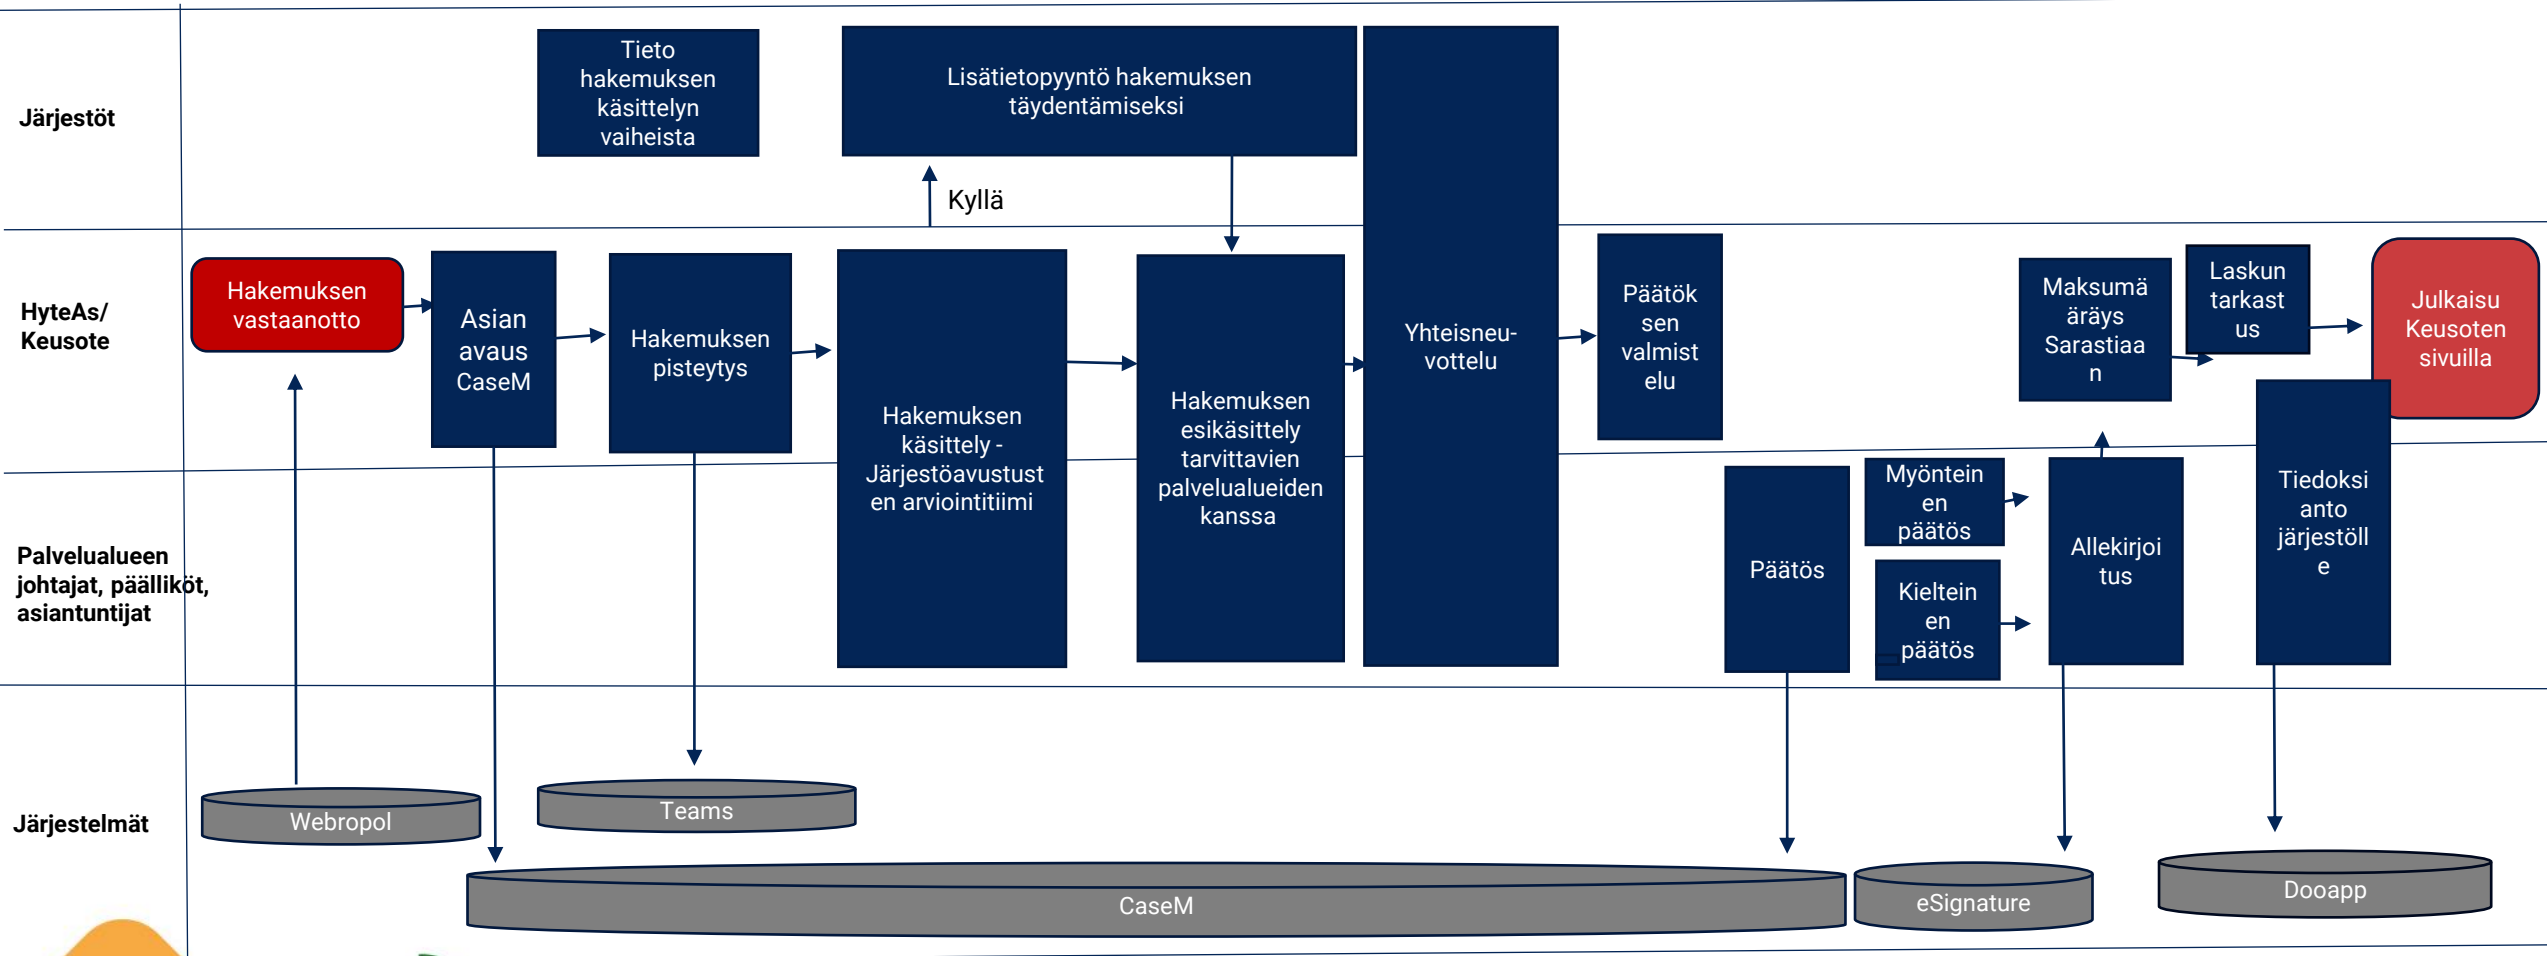 Järjestöt
Tieto
hakemuksen
käsittelyn
vaiheista
Lisätietopyyntö hakemuksen
täydentämiseksi
Kyllä
HyteAs/
Keusote
Hakemuksen
vastaanotto
Asian
avaus
CaseM
Hakemuksen
pisteytys
Hakemuksen
käsittely -
Järjestöavustust
en arviointitiimi
Hakemuksen
esikäsittely
tarvittavien
palvelualueiden
kanssa
Yhteisneu-
vottelu
Päätök
sen
valmist
elu
Maksumä
äräys
Sarastiaa
n
Laskun
tarkast
us
Julkaisu
Keusoten
sivuilla
Palvelualueen
johtajat, päälliköt,
asiantuntijat
Päätös
Myöntein
en
päätös
Kieltein
en
päätös
Allekirjoi
tus
Tiedoksi
anto
järjestöll
e
Järjestelmät
Webropol
Teams
CaseM
eSignature
Dooapp